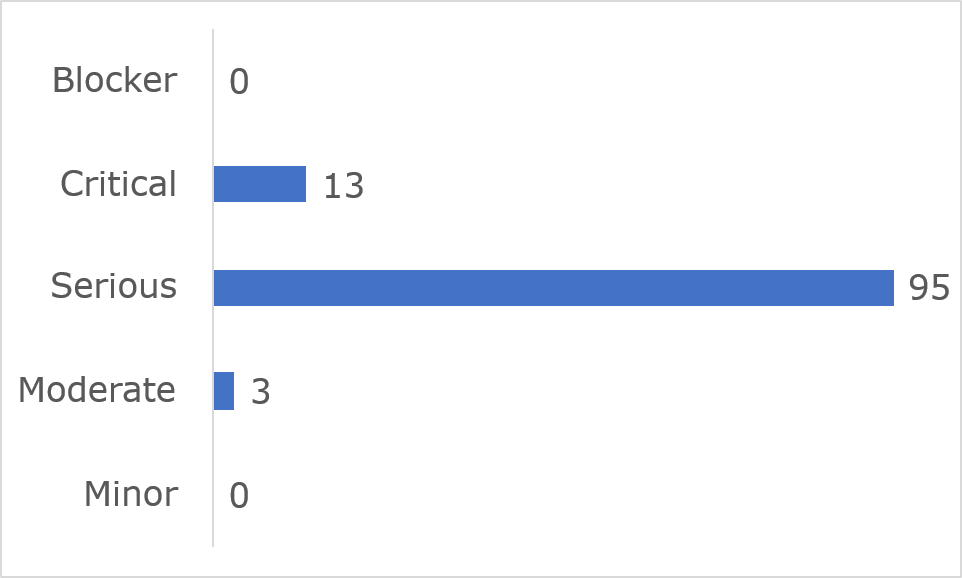 Blocker 0
Critical 13
Serious 95
Moderate 3
Minor 0